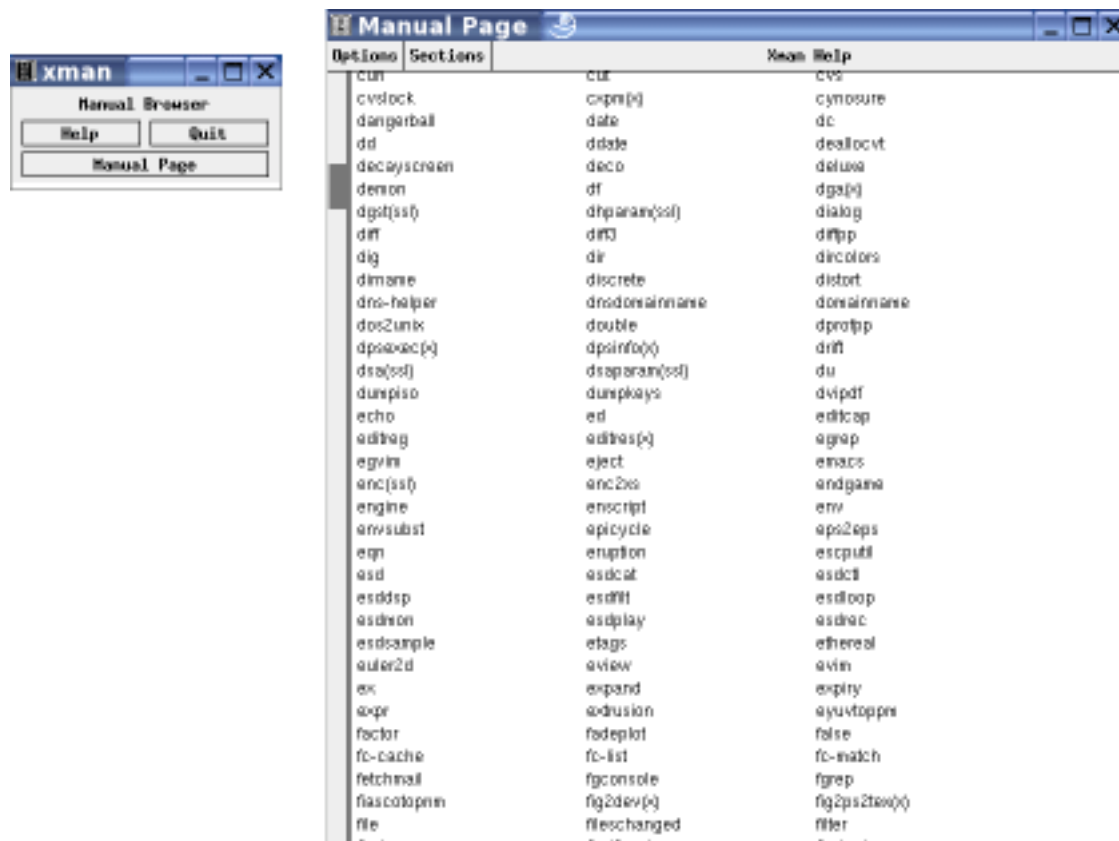 xman
Manual Browser
Help Quit
Manual Page
Manual Page
Options Sections Xman Help
cut cvs
cvslock cxpm(x) cynosure
dangerball date dc
dd ddate deallocvt
decayscreen deco deluxe
demon df dga(x)
dgst(ssl) dhparam(ssl) dialog
diff diff3 diffpp
dig dir dircolors
dirname discrete distort
dns-helper dnsdomainname domainname
dos2unix double dprofpp
dpsexec(x) dpsinfo(x) drift
dsa(ssl) dsaparam(ssl) du
dumpiso dumpkeys dvipdf
echo ed editcap
editreg editres(x) egrep
egvim eject emacs
enc(ssl) enc2xs endgame
engine enscript env
envsubst epicycle eps2eps
eqn eruption escputil
esd esdcat esdctl
esddsp esdfilt esdloop
esdmon esdplay esdrec
esdsample etags ethereal
euler2d eview evim
ex expand expiry
expr extrusion eyuvtoppm
factor fadeplot false
fc-cache fc-list fc-match
fetchmail fgconsole fgrep
fiascotopnm fig2dev(x) fig2ps2tex(x)
file fileschanged filter